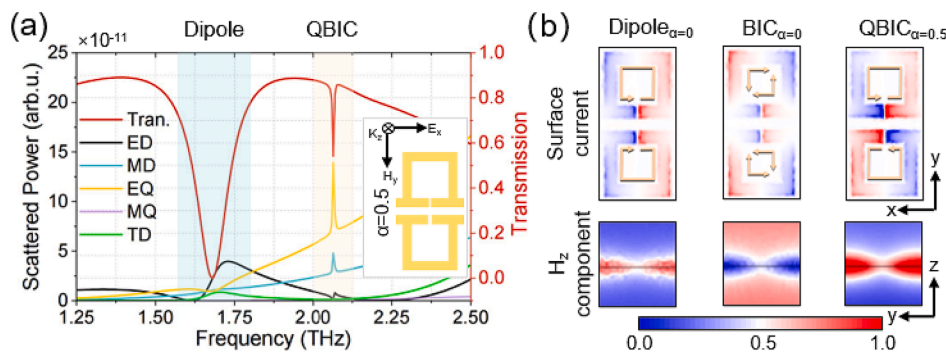 (a)
×10⁻¹¹
Dipole
QBIC
25
20
15
10
5
0
Scattered Power (arb.u.)
Tran.
ED
MD
EQ
MQ
TD
K_z
E_x
H_y
α=0.5
1.0
0.8
0.6
0.4
0.2
0.0
Transmission
1.25
1.50
1.75
2.00
2.25
2.50
Frequency (THz)
(b)
Dipole_α=0
BIC_α=0
QBIC_α=0.5
Surface
current
y
x
H_z
component
z
y
0.0
0.5
1.0